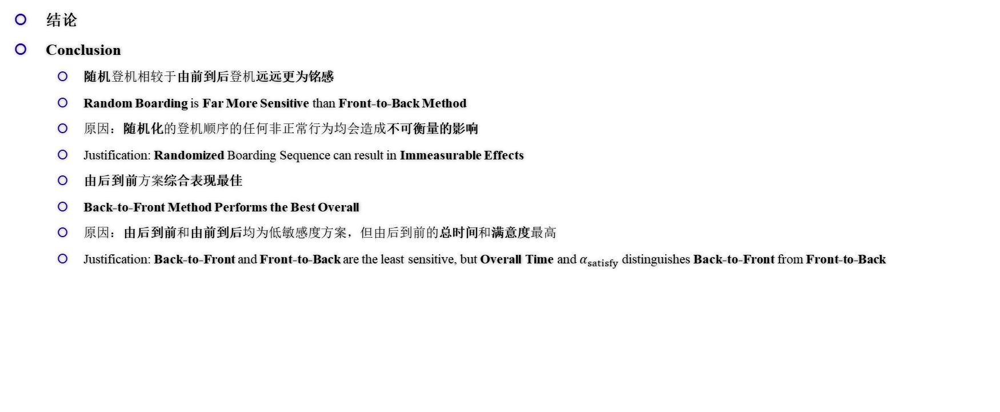 结论
Conclusion
随机登机相较于由前到后登机远远更为铭感
Random Boarding is Far More Sensitive than Front-to-Back Method
原因：随机化的登机顺序的任何非正常行为均会造成不可衡量的影响
Justification: Randomized Boarding Sequence can result in Immeasurable Effects
由后到前方案综合表现最佳
Back-to-Front Method Performs the Best Overall
原因：由后到前和由前到后均为低敏感度方案，但由后到前的总时间和满意度最高
Justification: Back-to-Front and Front-to-Back are the least sensitive, but Overall Time and α_satisfy distinguishes Back-to-Front from Front-to-Back